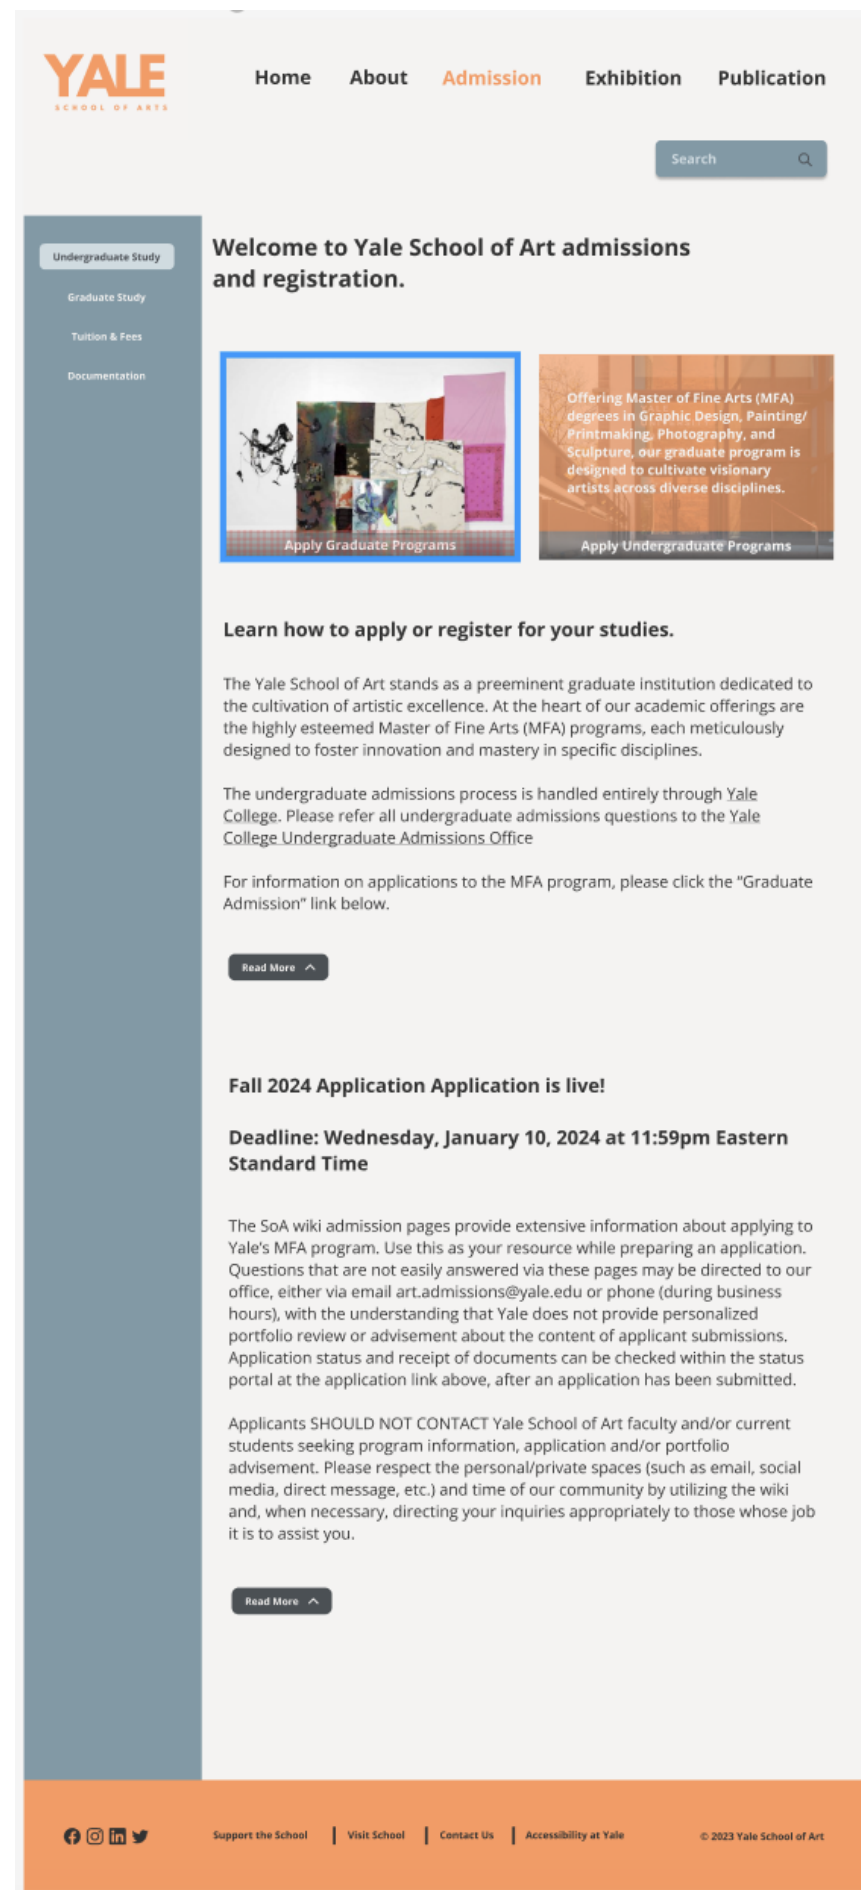 YALE
SCHOOL OF ARTS
Home About Admission Exhibition Publication
Search
Undergraduate Study
Graduate Study
Tuition & Fees
Documentation
Welcome to Yale School of Art admissions
and registration.
Apply Graduate Programs
Offering Master of Fine Arts (MFA)
degrees in Graphic Design, Painting/
Printmaking, Photography, and
Sculpture, our graduate program is
designed to cultivate visionary
artists across diverse disciplines.
Apply Undergraduate Programs
Learn how to apply or register for your studies.
The Yale School of Art stands as a preeminent graduate institution dedicated to
the cultivation of artistic excellence. At the heart of our academic offerings are
the highly esteemed Master of Fine Arts (MFA) programs, each meticulously
designed to foster innovation and mastery in specific disciplines.
The undergraduate admissions process is handled entirely through Yale
College. Please refer all undergraduate admissions questions to the Yale
College Undergraduate Admissions Office
For information on applications to the MFA program, please click the “Graduate
Admission” link below.
Read More
Fall 2024 Application Application is live!
Deadline: Wednesday, January 10, 2024 at 11:59pm Eastern
Standard Time
The SoA wiki admission pages provide extensive information about applying to
Yale’s MFA program. Use this as your resource while preparing an application.
Questions that are not easily answered via these pages may be directed to our
office, either via email art.admissions@yale.edu or phone (during business
hours), with the understanding that Yale does not provide personalized
portfolio review or advisement about the content of applicant submissions.
Application status and receipt of documents can be checked within the status
portal at the application link above, after an application has been submitted.
Applicants SHOULD NOT CONTACT Yale School of Art faculty and/or current
students seeking program information, application and/or portfolio
advisement. Please respect the personal/private spaces (such as email, social
media, direct message, etc.) and time of our community by utilizing the wiki
and, when necessary, directing your inquiries appropriately to those whose job
it is to assist you.
Read More
Support the School | Visit School | Contact Us | Accessibility at Yale
© 2023 Yale School of Art